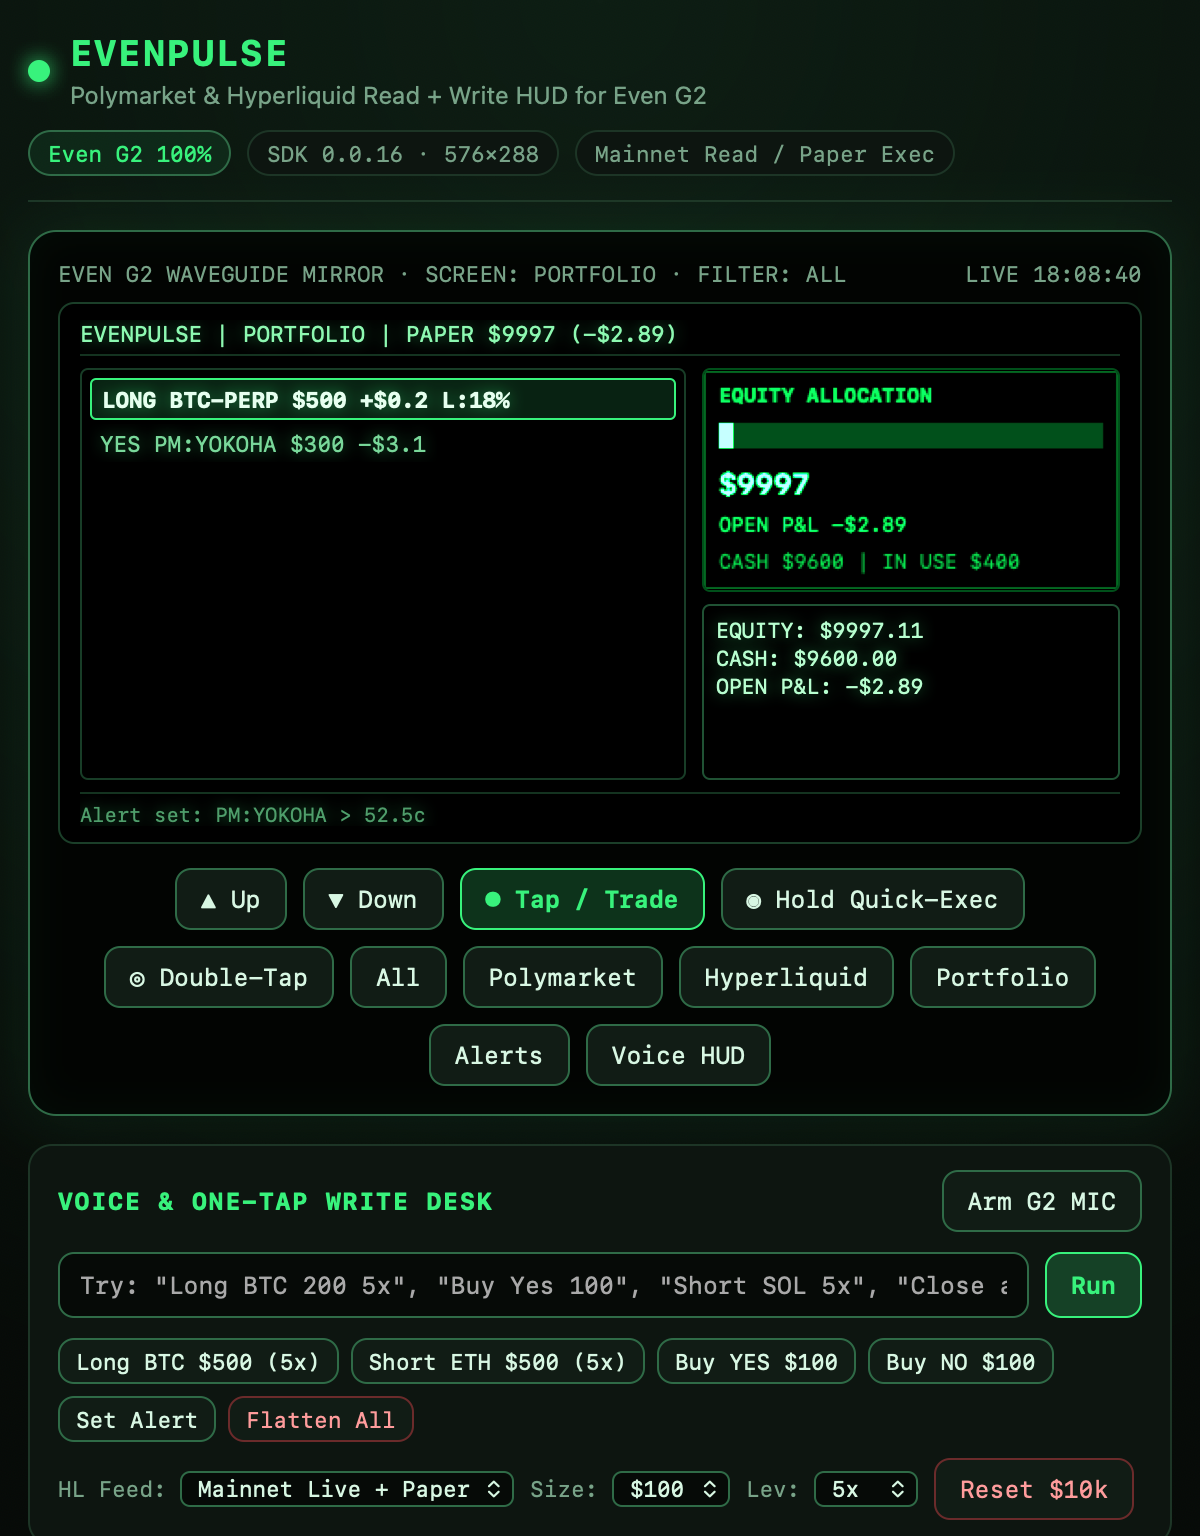 EVENPULSE
Polymarket & Hyperliquid Read + Write HUD for Even G2
Even G2 100%
SDK 0.0.16 · 576×288
Mainnet Read / Paper Exec
EVEN G2 WAVEGUIDE MIRROR · SCREEN: PORTFOLIO · FILTER: ALL
LIVE 18:08:40
EVENPULSE | PORTFOLIO | PAPER $9997 (−$2.89)
LONG BTC−PERP $500 +$0.2 L:18%
YES PM:YOKOHA $300 −$3.1
EQUITY ALLOCATION
$9997
OPEN P&L −$2.89
CASH $9600 | IN USE $400
EQUITY: $9997.11
CASH: $9600.00
OPEN P&L: −$2.89
Alert set: PM:YOKOHA > 52.5c
▲ Up
▼ Down
● Tap / Trade
◉ Hold Quick−Exec
◎ Double−Tap
All
Polymarket
Hyperliquid
Portfolio
Alerts
Voice HUD
VOICE & ONE−TAP WRITE DESK
Arm G2 MIC
Try: "Long BTC 200 5x", "Buy Yes 100", "Short SOL 5x", "Close a
Run
Long BTC $500 (5x)
Short ETH $500 (5x)
Buy YES $100
Buy NO $100
Set Alert
Flatten All
HL Feed:
Mainnet Live + Paper
Size:
$100
Lev:
5x
Reset $10k